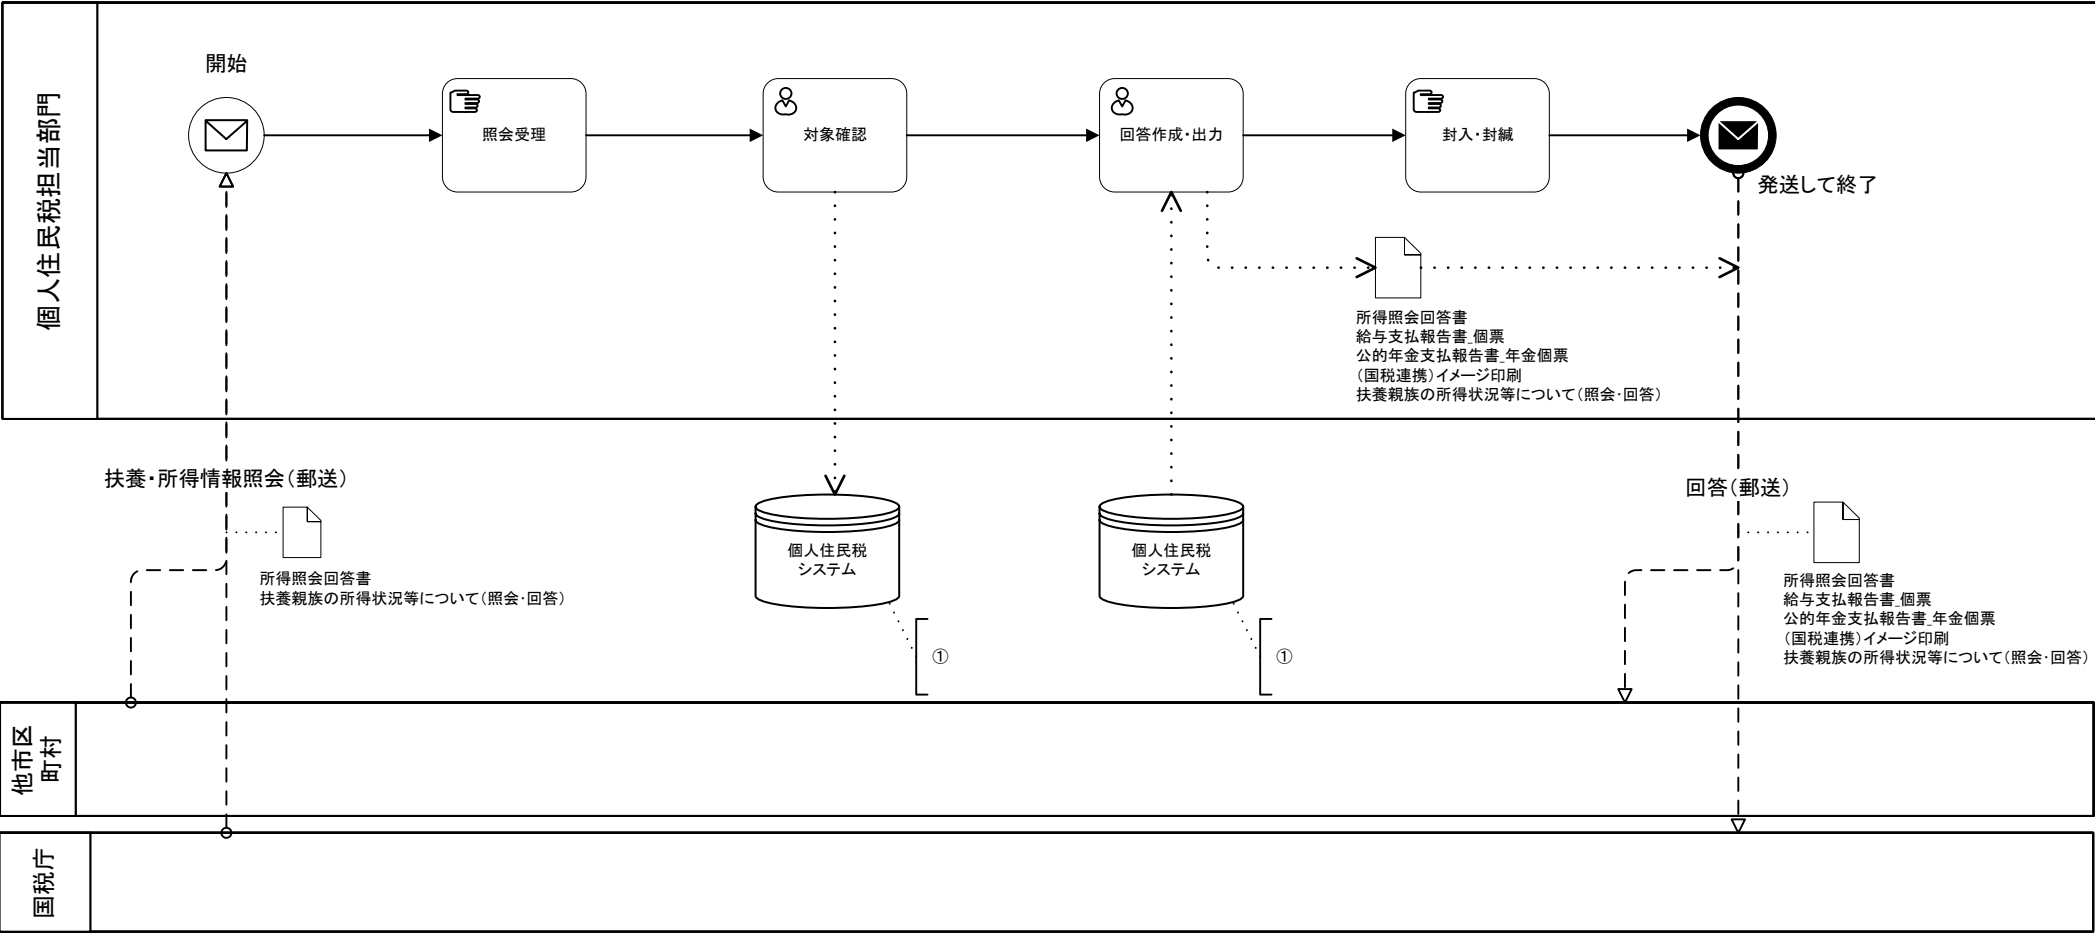 個人住民税担当部門
開始
照会受理
対象確認
回答作成・出力
封入・封緘
発送して終了
所得照会回答書
給与支払報告書_個票
公的年金支払報告書_年金個票
（国税連携）イメージ印刷
扶養親族の所得状況等について（照会・回答）
扶養・所得情報照会（郵送）
所得照会回答書
扶養親族の所得状況等について（照会・回答）
個人住民税
システム
①
個人住民税
システム
①
回答（郵送）
所得照会回答書
給与支払報告書_個票
公的年金支払報告書_年金個票
（国税連携）イメージ印刷
扶養親族の所得状況等について（照会・回答）
他市区
町村
国税庁